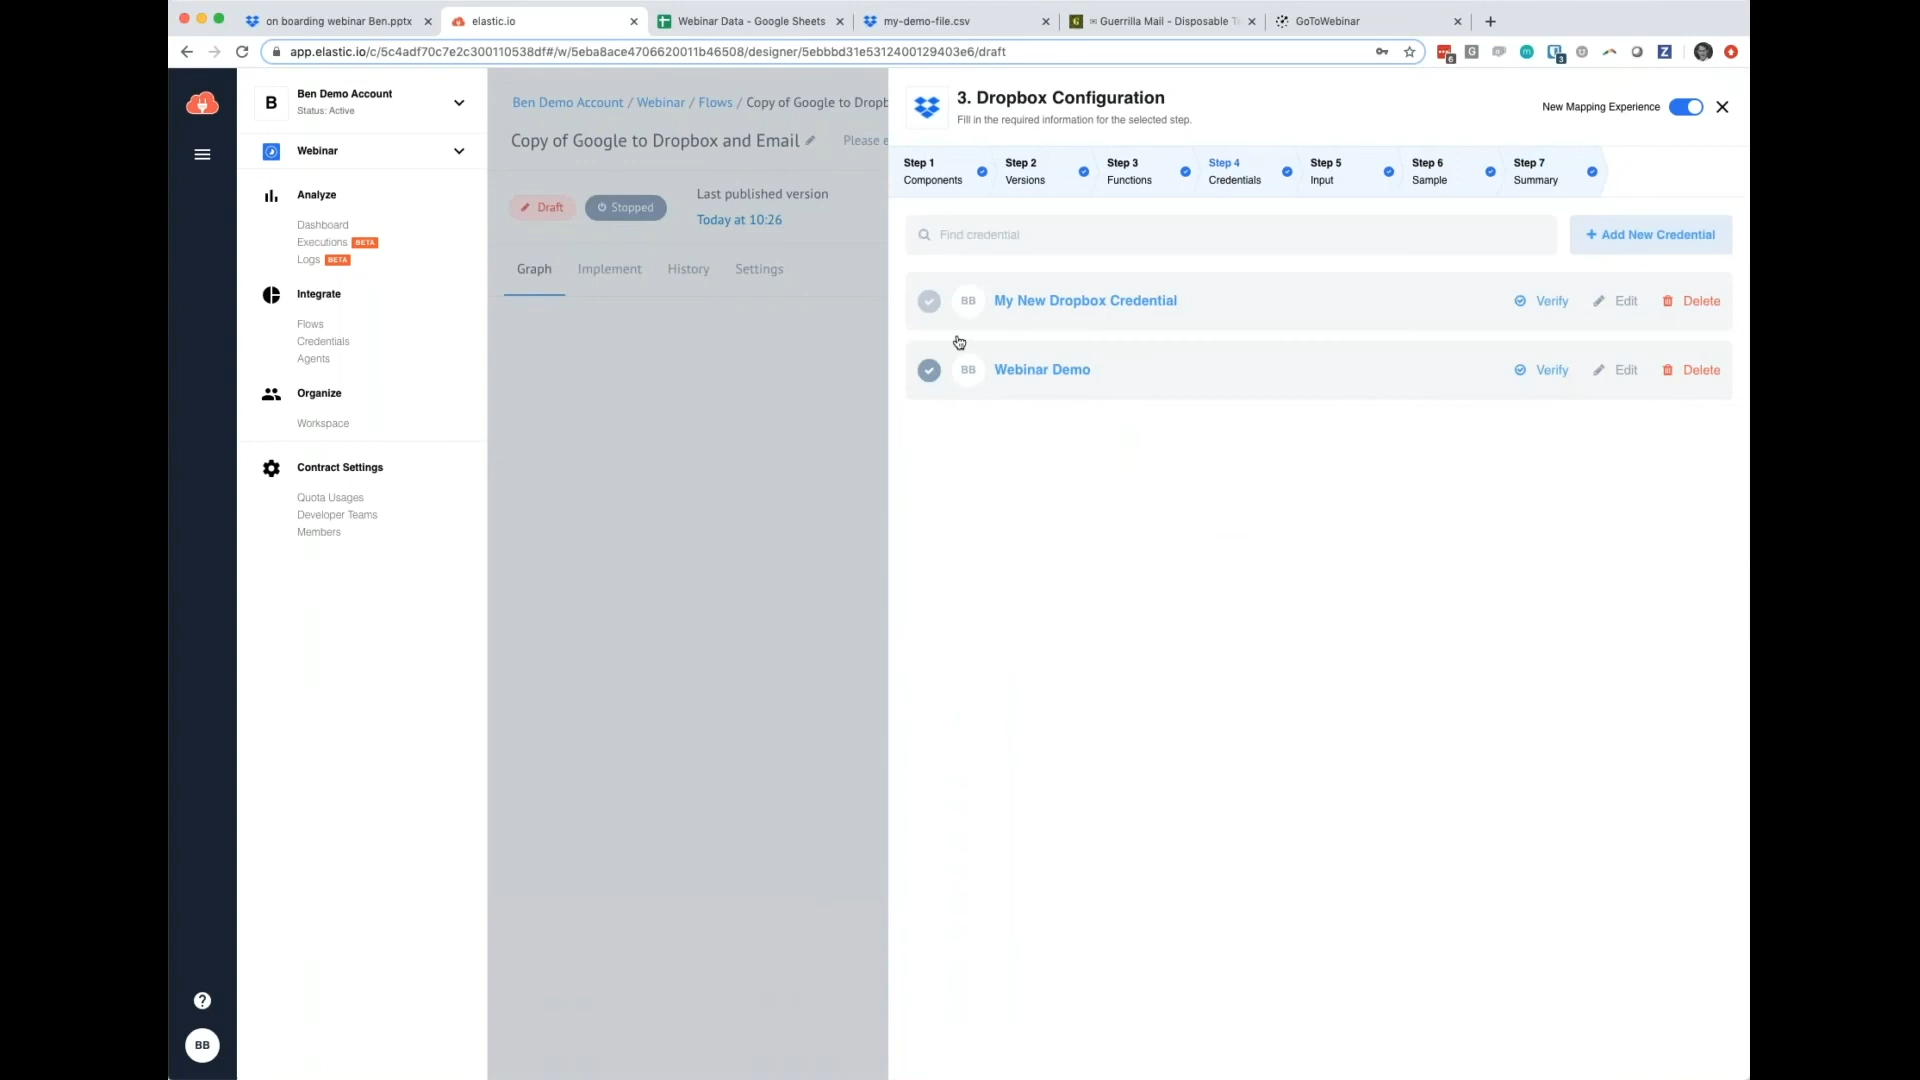 on boarding webinar Ben.pptx
elastic.io
Webinar Data - Google Sheets
my-demo-file.csv
Guerrilla Mail - Disposable
GoToWebinar
app.elastic.io/c/5c4adf70c7e2c300110538df#/w/5eba8ace4706620011b46508/designer/5ebbbd31e5312400129403e6/draft
B
Ben Demo Account
Status: Active
Webinar
Analyze
Dashboard
Executions BETA
Logs BETA
Integrate
Flows
Credentials
Agents
Organize
Workspace
Contract Settings
Quota Usages
Developer Teams
Members
BB
Ben Demo Account / Webinar / Flows / Copy of Google to Dropb
Copy of Google to Dropbox and Email
Please e
Draft
Stopped
Last published version
Today at 10:26
Graph
Implement
History
Settings
3. Dropbox Configuration
Fill in the required information for the selected step.
New Mapping Experience
Step 1
Components
Step 2
Versions
Step 3
Functions
Step 4
Credentials
Step 5
Input
Step 6
Sample
Step 7
Summary
Find credential
+ Add New Credential
BB
My New Dropbox Credential
Verify
Edit
Delete
BB
Webinar Demo
Verify
Edit
Delete